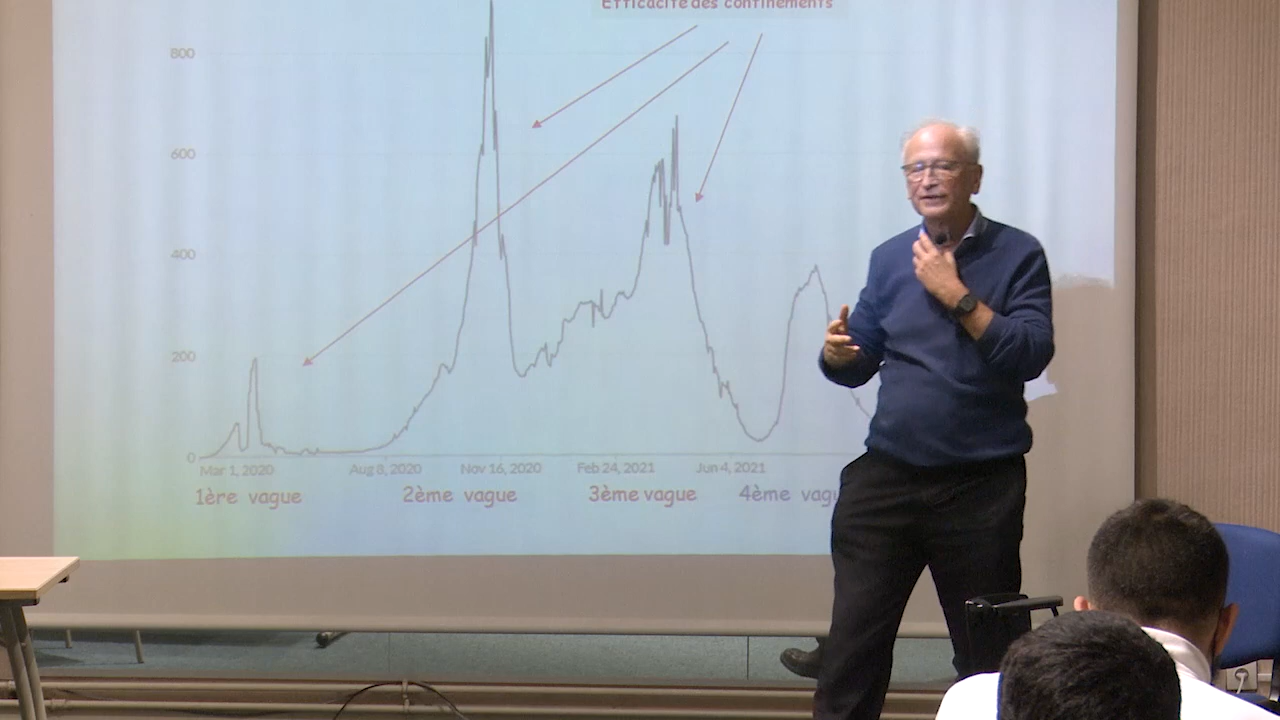 Efficacité des confinements
800
600
400
200
0
Mar 1, 2020 Aug 8, 2020 Nov 16, 2020 Feb 24, 2021 Jun 4, 2021
1ère vague 2ème vague 3ème vague 4ème vagu